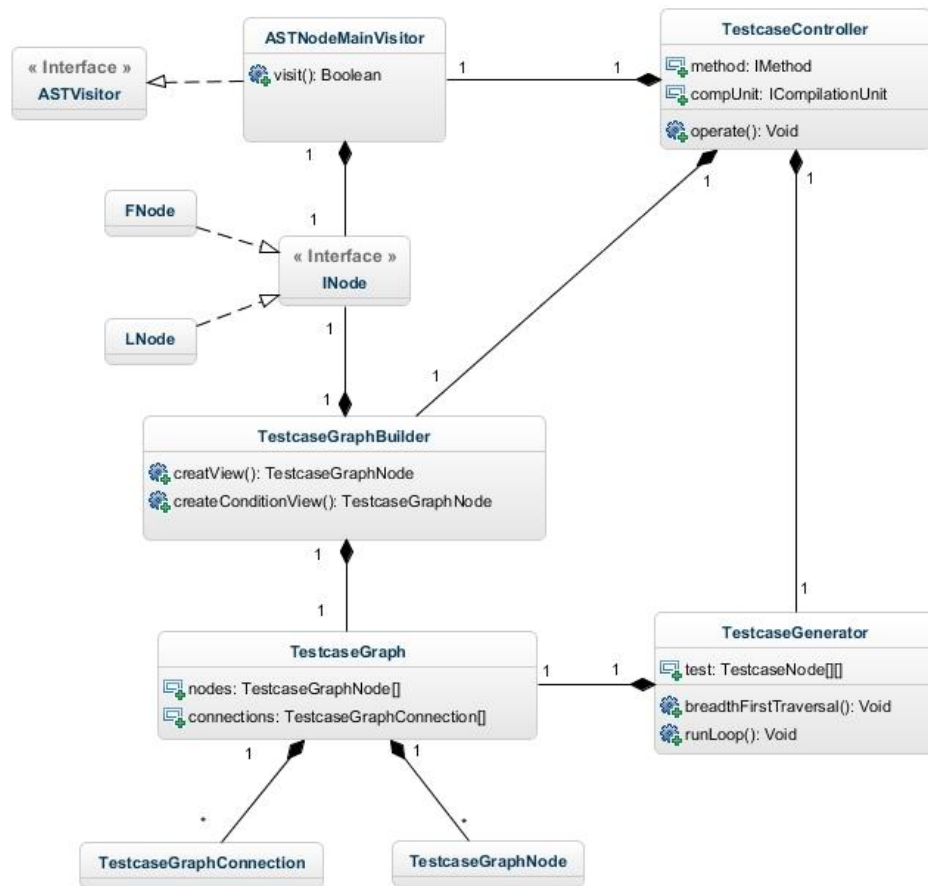 ASTNodeMainVisitor
visit(): Boolean
« Interface »
ASTVisitor
TestcaseController
method: IMethod
compUnit: ICompilationUnit
operate(): Void
1
1
1
1
1
1
FNode
« Interface »
INode
LNode
1
1
1
TestcaseGraphBuilder
creatView(): TestcaseGraphNode
createConditionView(): TestcaseGraphNode
1
1
1
TestcaseGraph
nodes: TestcaseGraphNode[]
connections: TestcaseGraphConnection[]
1
1
TestcaseGenerator
test: TestcaseNode[][]
breadthFirstTraversal(): Void
runLoop(): Void
1
1
*
*
TestcaseGraphConnection
TestcaseGraphNode